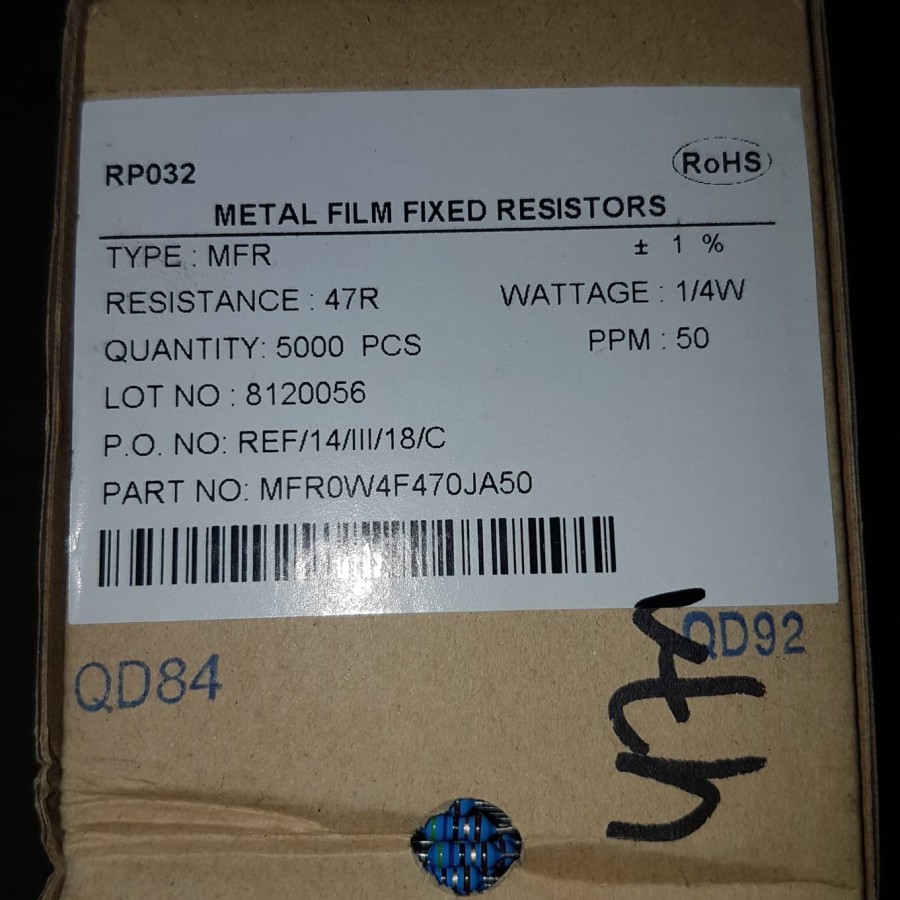 RP032
RoHS
METAL FILM FIXED RESISTORS
TYPE : MFR ± 1 %
RESISTANCE : 47R WATTAGE : 1/4W
QUANTITY: 5000 PCS PPM : 50
LOT NO : 8120056
P.O. NO: REF/14/III/18/C
PART NO: MFR0W4F470JA50
QD92
QD84